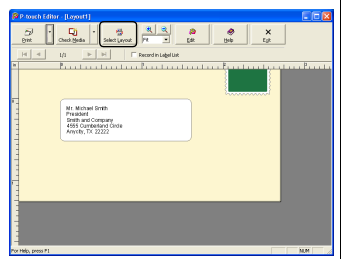 P-touch Editor - [Layout1]
Print
Check Media
Select Layout
Fit
Edit
Help
Exit
1/1
Record in Label List
Mr. Michael Smith
President
Smith and Company
4555 Cumberland Circle
Anycity, TX 22222
For Help, press F1
NUM